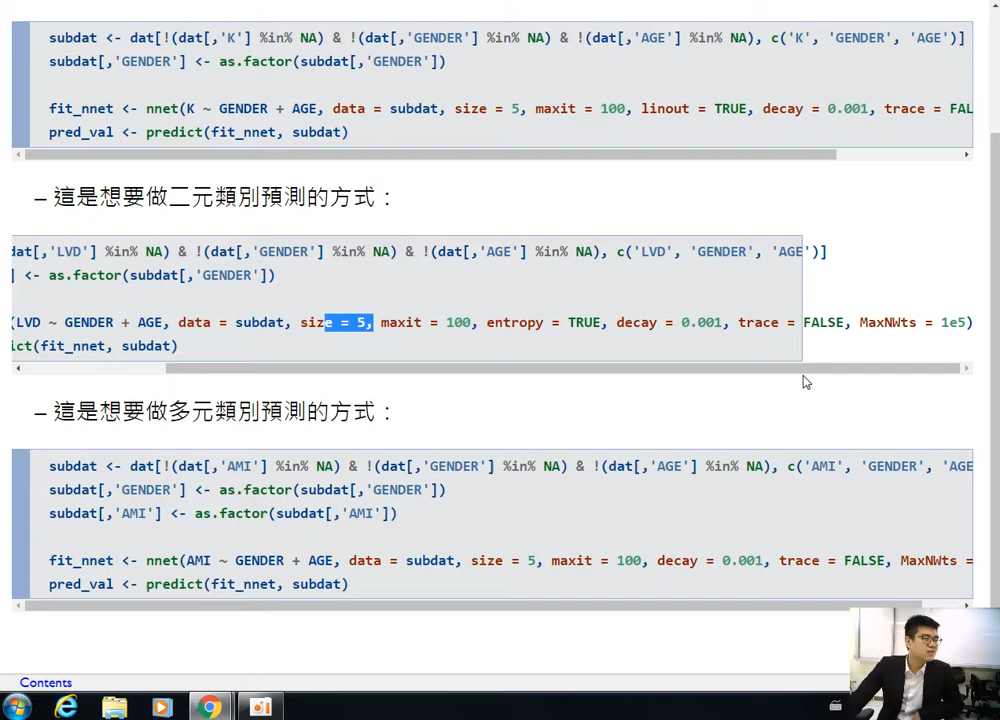 subdat <- dat[!(dat[,'K'] %in% NA) & !(dat[,'GENDER'] %in% NA) & !(dat[,'AGE'] %in% NA), c('K', 'GENDER', 'AGE')]
subdat[,'GENDER'] <- as.factor(subdat[,'GENDER'])
fit_nnet <- nnet(K ~ GENDER + AGE, data = subdat, size = 5, maxit = 100, linout = TRUE, decay = 0.001, trace = FAL
pred_val <- predict(fit_nnet, subdat)
– 這是想要做二元類別預測的方式：
dat[,'LVD'] %in% NA) & !(dat[,'GENDER'] %in% NA) & !(dat[,'AGE'] %in% NA), c('LVD', 'GENDER', 'AGE')]
] <- as.factor(subdat[,'GENDER'])
(LVD ~ GENDER + AGE, data = subdat, size = 5, maxit = 100, entropy = TRUE, decay = 0.001, trace = FALSE, MaxNWts = 1e5)
ict(fit_nnet, subdat)
– 這是想要做多元類別預測的方式：
subdat <- dat[!(dat[,'AMI'] %in% NA) & !(dat[,'GENDER'] %in% NA) & !(dat[,'AGE'] %in% NA), c('AMI', 'GENDER', 'AGE
subdat[,'GENDER'] <- as.factor(subdat[,'GENDER'])
subdat[,'AMI'] <- as.factor(subdat[,'AMI'])
fit_nnet <- nnet(AMI ~ GENDER + AGE, data = subdat, size = 5, maxit = 100, decay = 0.001, trace = FALSE, MaxNWts =
pred_val <- predict(fit_nnet, subdat)
Contents